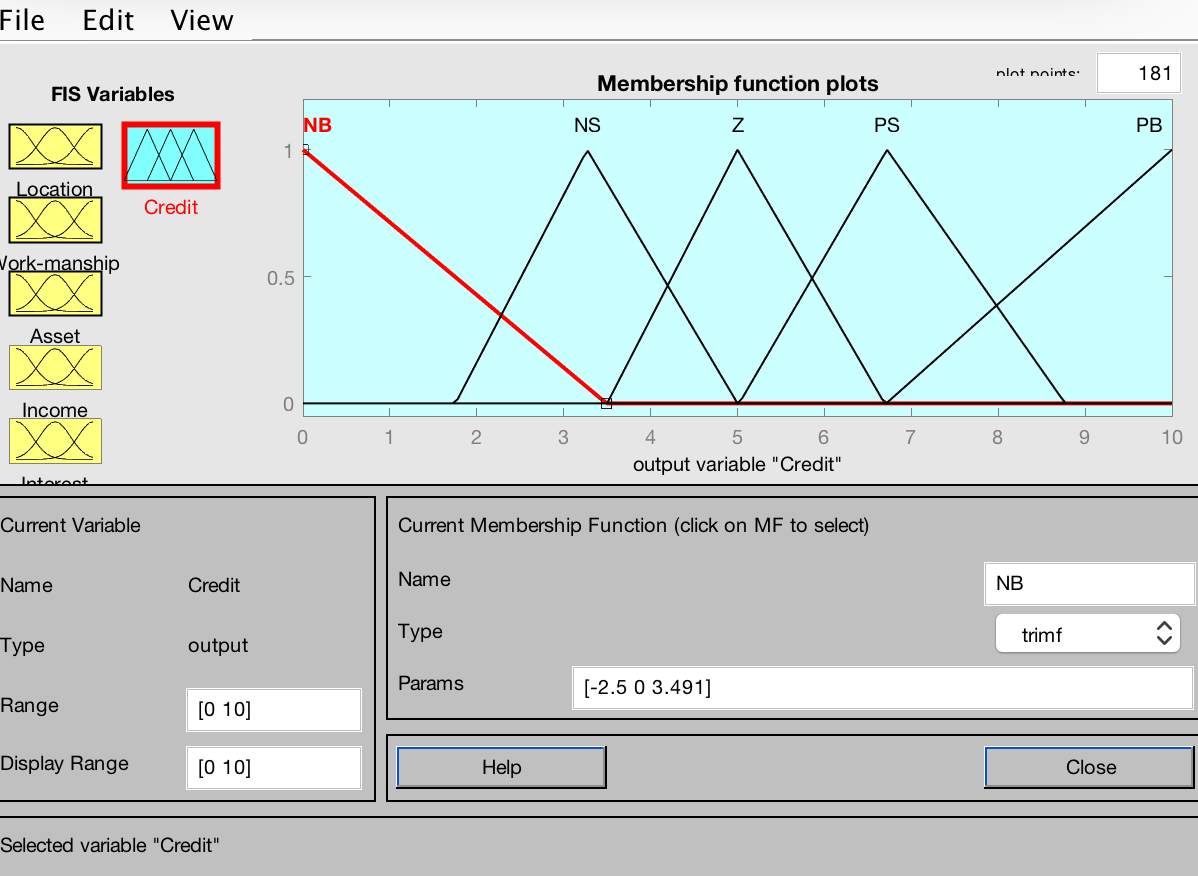 File Edit View
plot points: 181
FIS Variables
Membership function plots
Location
Work-manship
Asset
Income
Interest
Credit
NB NS Z PS PB
1
0.5
0
0 1 2 3 4 5 6 7 8 9 10
output variable "Credit"
Current Variable
Name Credit
Type output
Range [0 10]
Display Range [0 10]
Current Membership Function (click on MF to select)
Name NB
Type trimf
Params [-2.5 0 3.491]
Help Close
Selected variable "Credit"